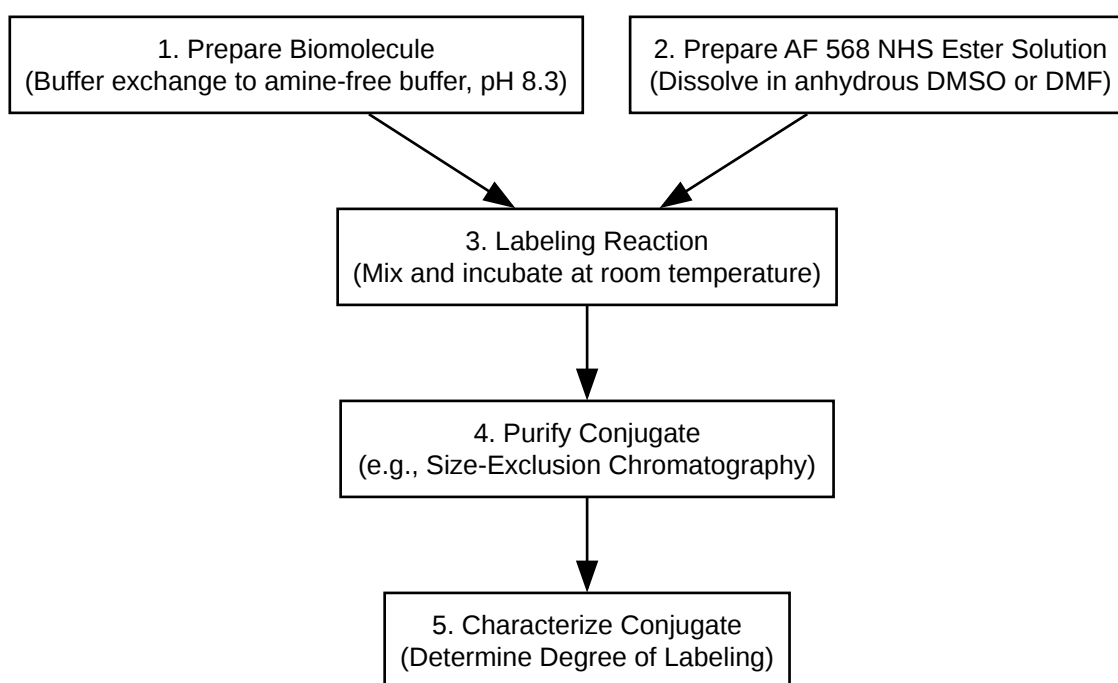 1. Prepare Biomolecule
(Buffer exchange to amine-free buffer, pH 8.3)
2. Prepare AF 568 NHS Ester Solution
(Dissolve in anhydrous DMSO or DMF)
3. Labeling Reaction
(Mix and incubate at room temperature)
4. Purify Conjugate
(e.g., Size-Exclusion Chromatography)
5. Characterize Conjugate
(Determine Degree of Labeling)